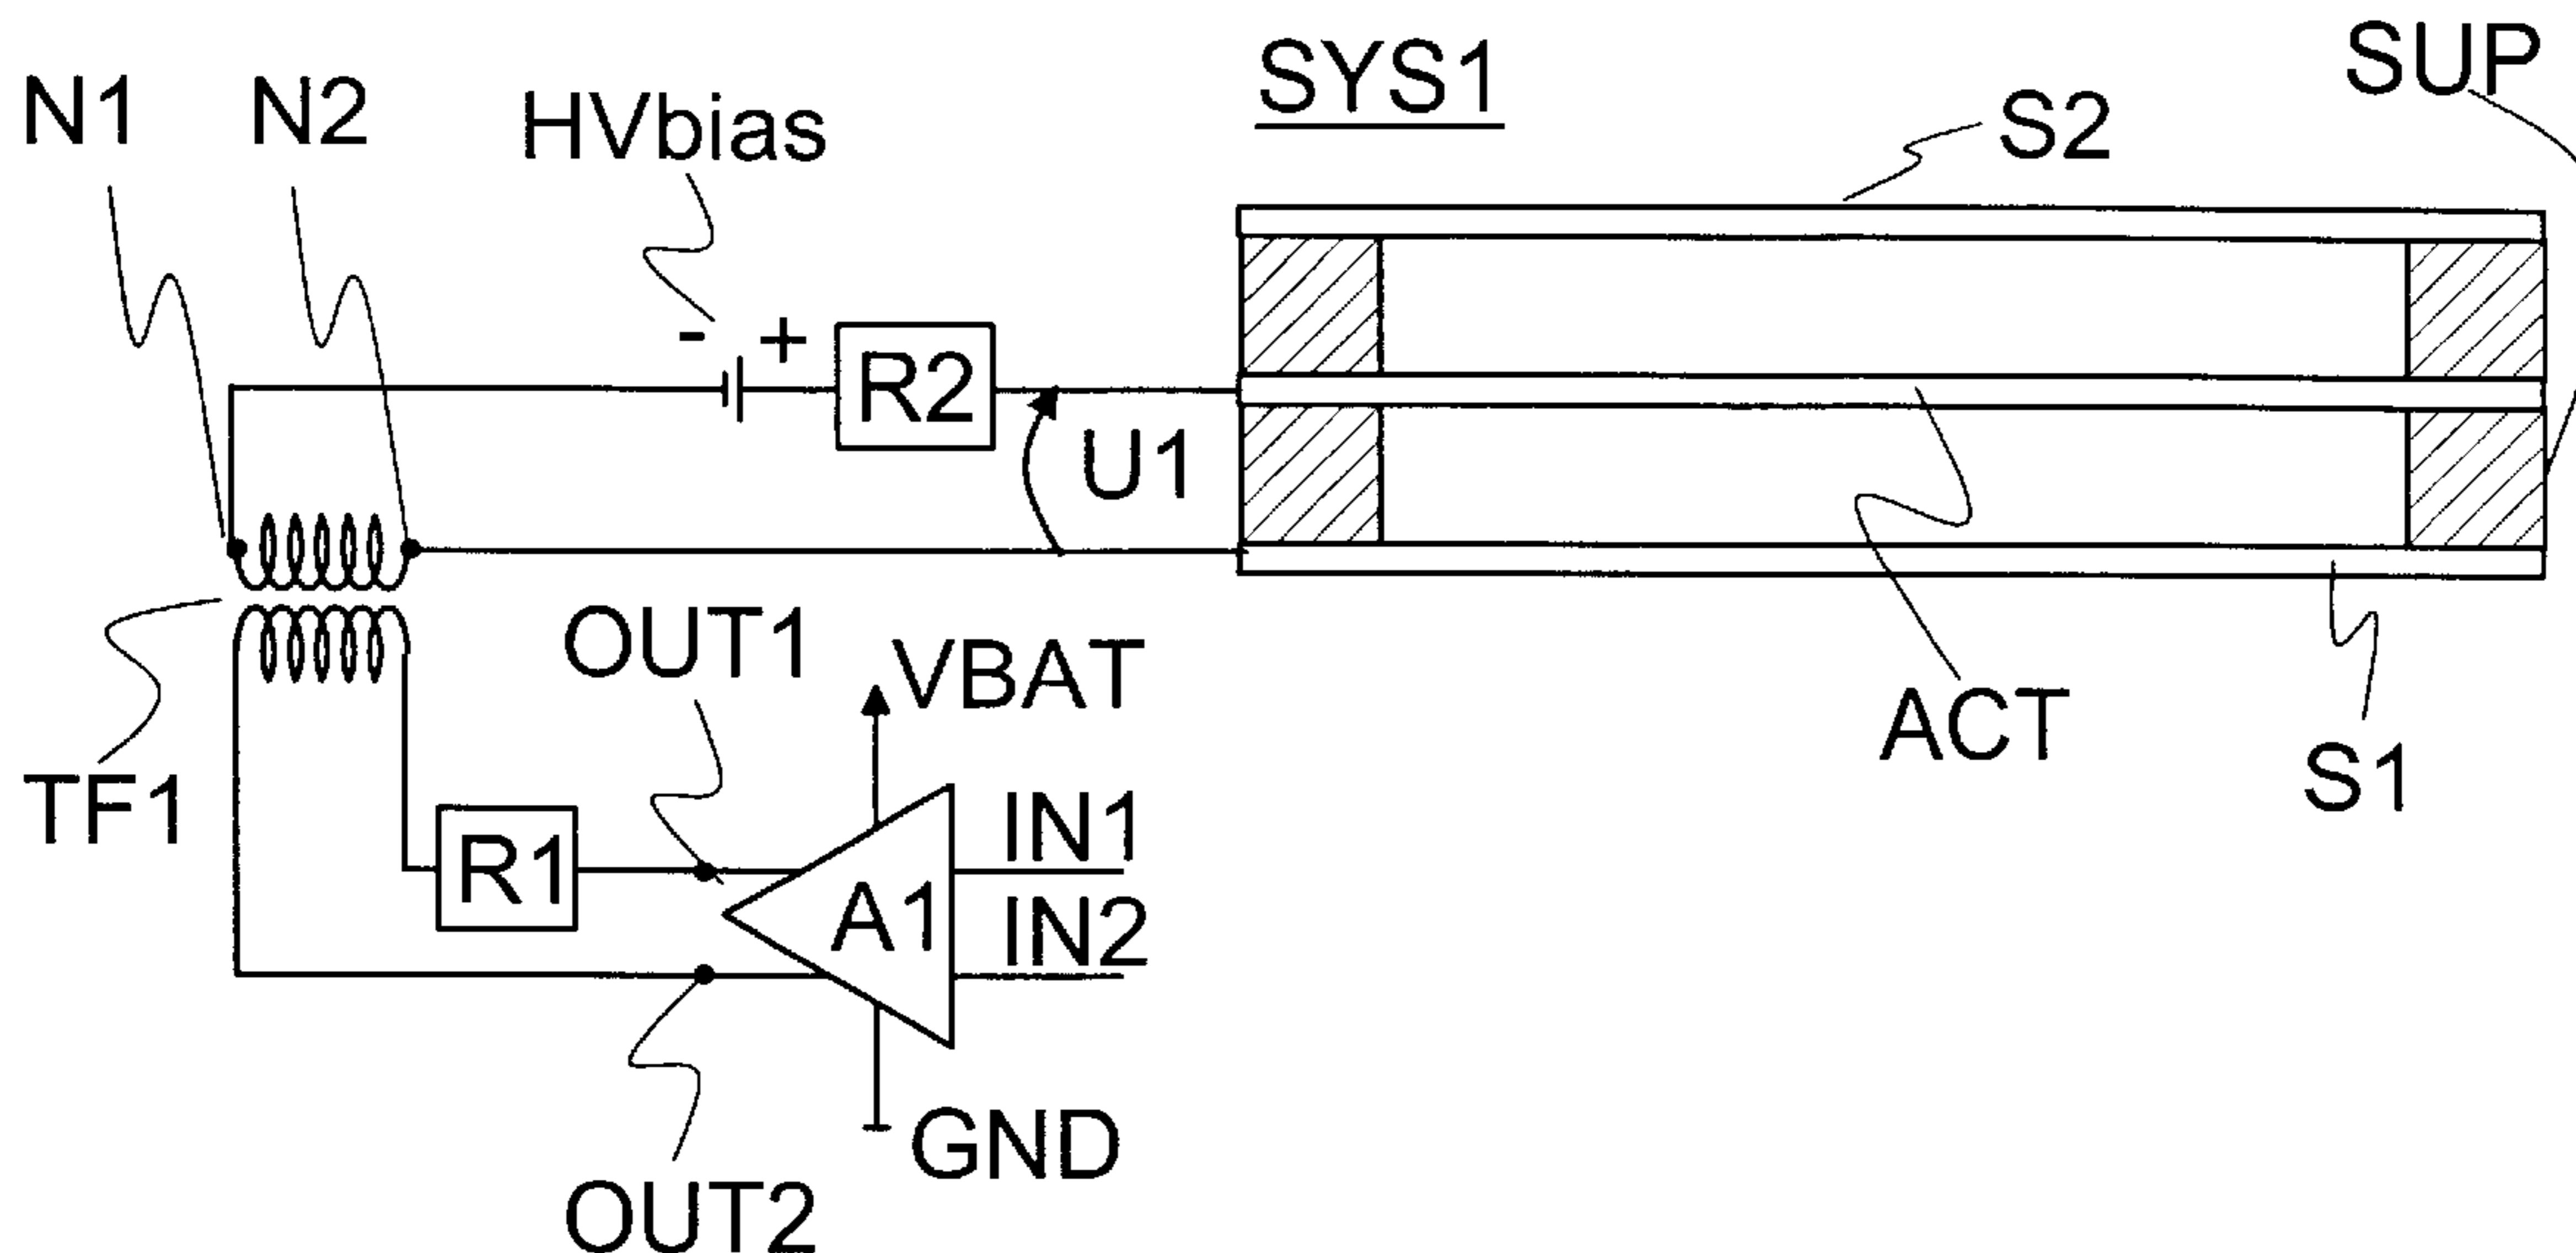 SYS1
SUP
N1
N2
HVbias
S2
- +
R2
U1
OUT1
VBAT
ACT
TF1
S1
R1
A1
IN1
IN2
GND
OUT2